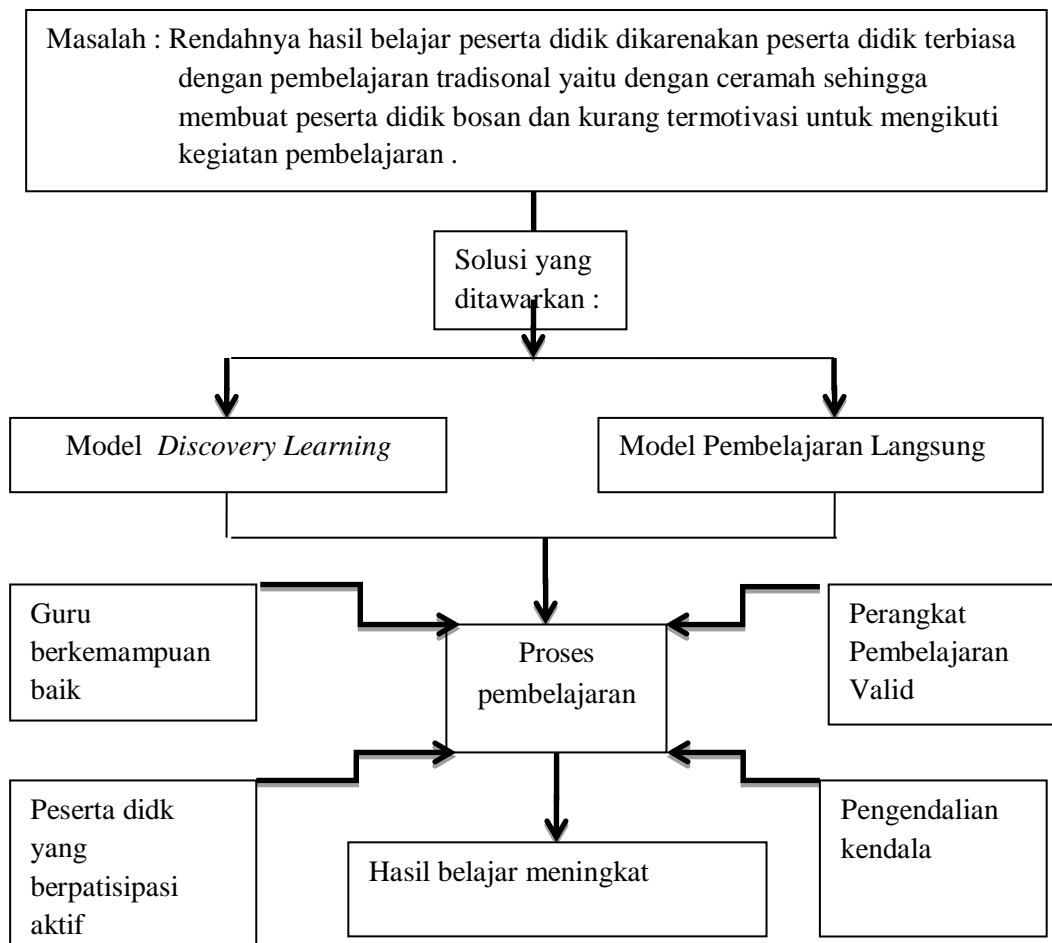 Masalah : Rendahnya hasil belajar peserta didik dikarenakan peserta didik terbiasa
dengan pembelajaran tradisonal yaitu dengan ceramah sehingga
membuat peserta didik bosan dan kurang termotivasi untuk mengikuti
kegiatan pembelajaran .
Solusi yang
ditawarkan :
Model Discovery Learning
Model Pembelajaran Langsung
Guru
berkemampuan
baik
Proses
pembelajaran
Perangkat
Pembelajaran
Valid
Peserta didk
yang
berpatisipasi
aktif
Hasil belajar meningkat
Pengendalian
kendala